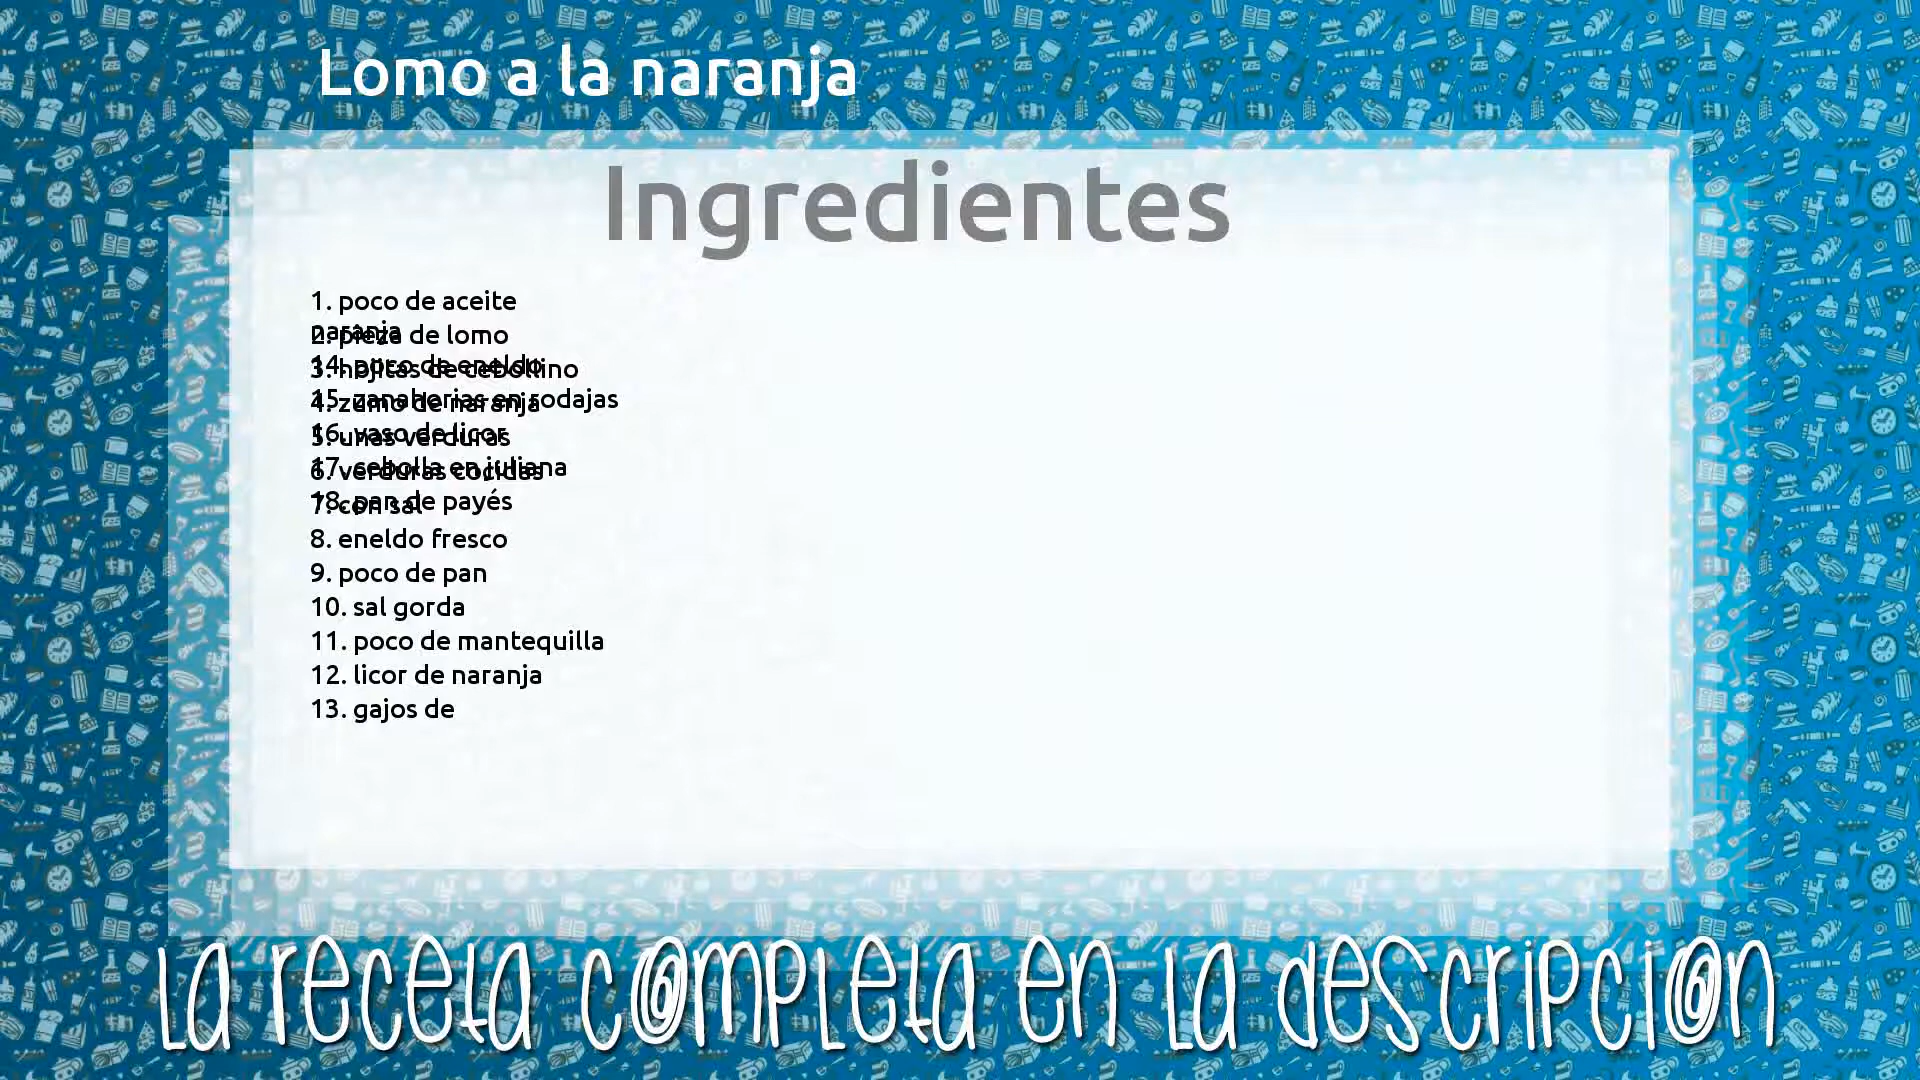 Lomo a la naranja
Ingredientes
1. poco de aceite
naranja
2. pieza de lomo
14. poco de eneldo
3. hojitas de cebollino
15. zanahorias en rodajas
4. zumo de naranja
16. vaso de licor
5. unas verduras
17. cebolla en juliana
6. verduras cocidas
18. pan de payés
7. con sal
8. eneldo fresco
9. poco de pan
10. sal gorda
11. poco de mantequilla
12. licor de naranja
13. gajos de
La receta c@mpleta en la descripci@n